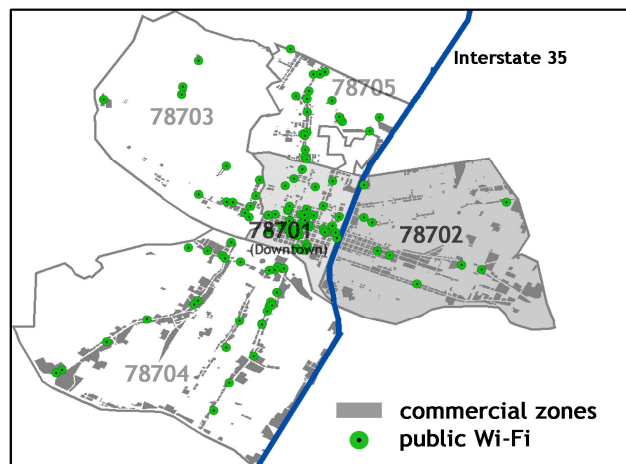 Interstate 35
78705
78703
78701
(Downtown)
78702
78704
commercial zones
public Wi-Fi